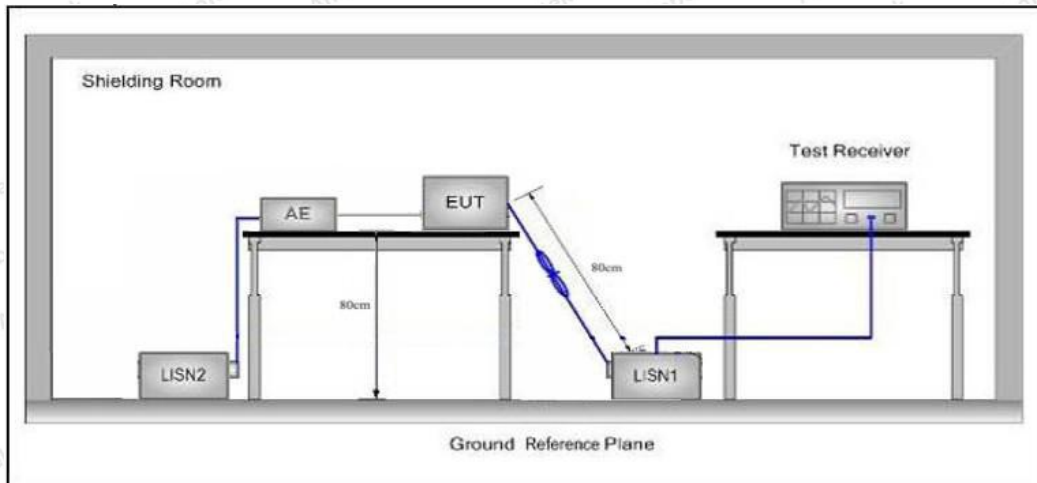 Shielding Room
Test Receiver
AE
EUT
80cm
80cm
LISN2
LISN1
Ground Reference Plane